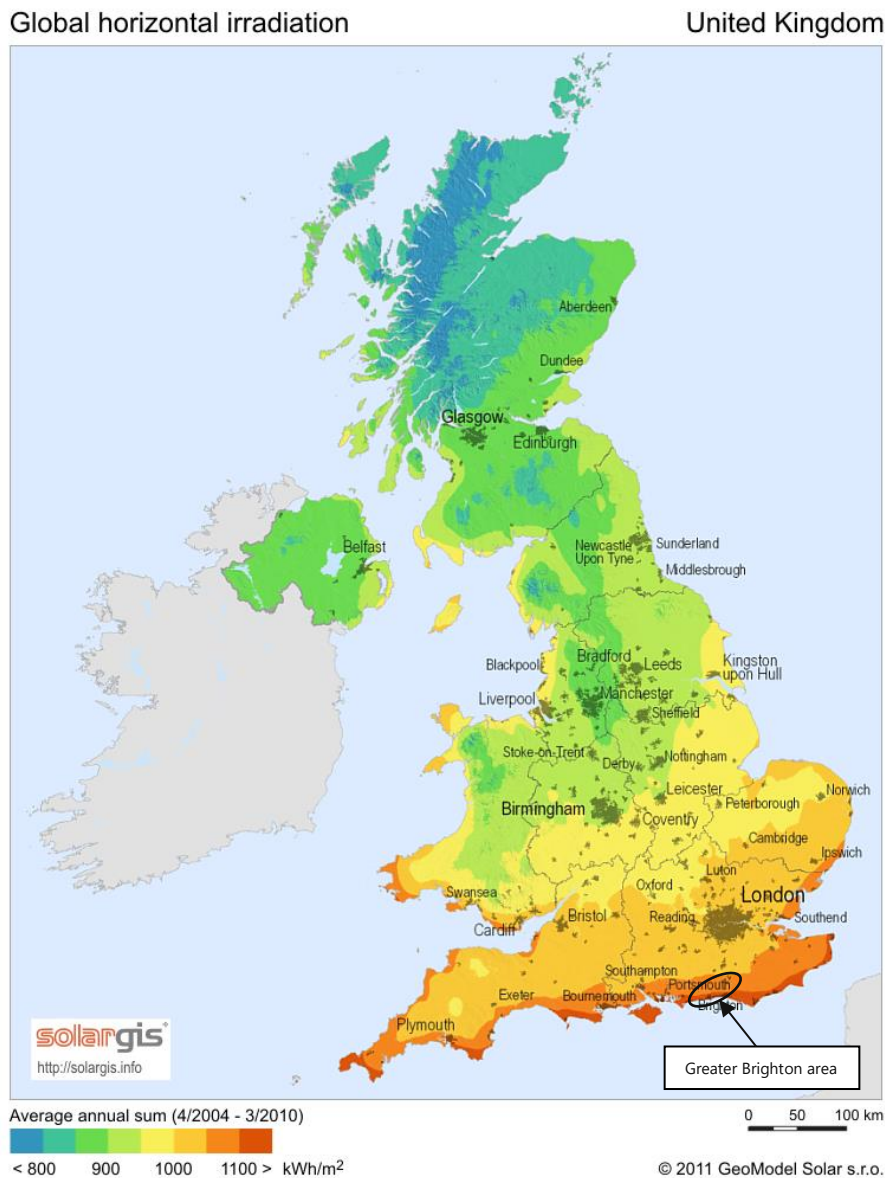 Global horizontal irradiation
United Kingdom
Aberdeen
Dundee
Glasgow
Edinburgh
Belfast
Newcastle
Upon Tyne
Sunderland
Middlesbrough
Blackpool
Bradford
Leeds
Kingston
upon Hull
Liverpool
Manchester
Sheffield
Stoke-on-Trent
Derby
Nottingham
Leicester
Peterborough
Norwich
Birmingham
Coventry
Cambridge
Ipswich
Luton
Swansea
Oxford
London
Cardiff
Bristol
Reading
Southend
Southampton
Portsmouth
Exeter
Bournemouth
Brighton
Plymouth
Greater Brighton area
solargis
http://solargis.info
Average annual sum (4/2004 - 3/2010)
0 50 100 km
< 800 900 1000 1100 > kWh/m²
© 2011 GeoModel Solar s.r.o.